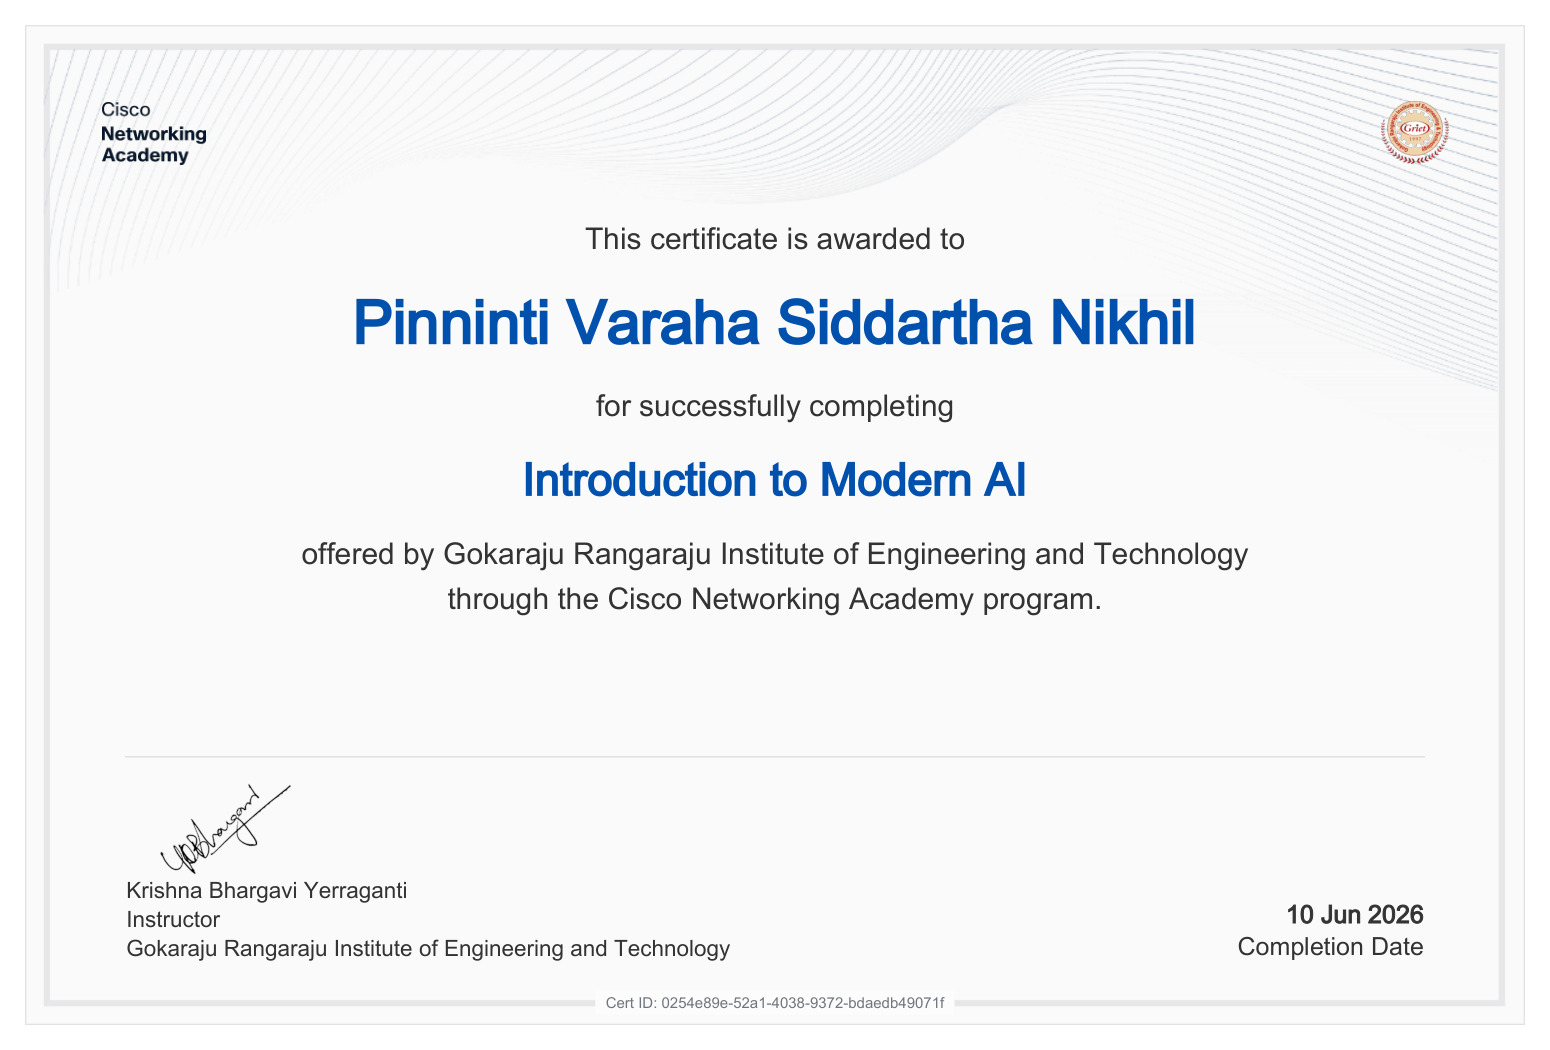 Cisco
Networking
Academy
Griet
This certificate is awarded to
Pinninti Varaha Siddartha Nikhil
for successfully completing
Introduction to Modern AI
offered by Gokaraju Rangaraju Institute of Engineering and Technology
through the Cisco Networking Academy program.
Krishna Bhargavi Yerraganti
Instructor
Gokaraju Rangaraju Institute of Engineering and Technology
10 Jun 2026
Completion Date
Cert ID: 0254e89e-52a1-4038-9372-bdaedb49071f